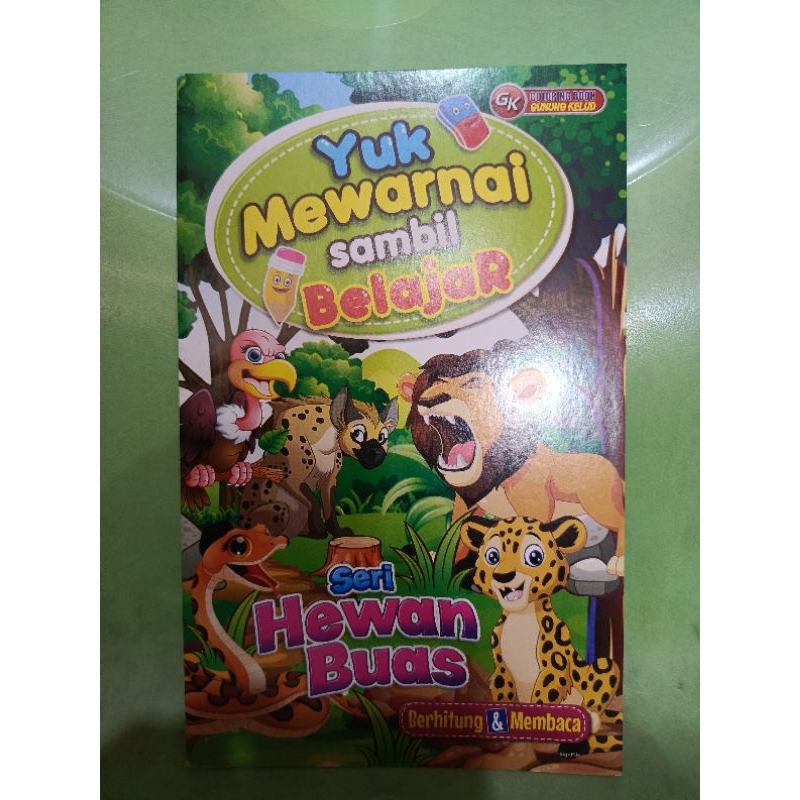 GK
COLORING BOOK
GUNUNG KELUD
Yuk
Mewarnai
sambil
BelajaR
Seri
Hewan
Buas
Berhitung & Membaca